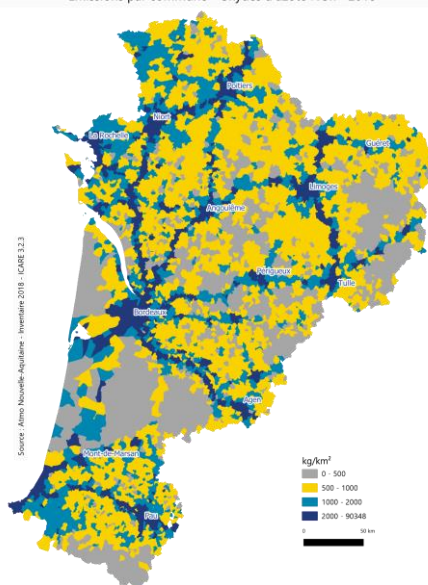 Poitiers
Niort
La Rochelle
Guéret
Limoges
Angoulême
Périgueux
Tulle
Bordeaux
Agen
Mont-de-Marsan
Pau
Source : Atmo Nouvelle-Aquitaine - Inventaire 2018 - ICARE 3.2.3
kg/km²
0 - 500
500 - 1000
1000 - 2000
2000 - 90348
0 50 km